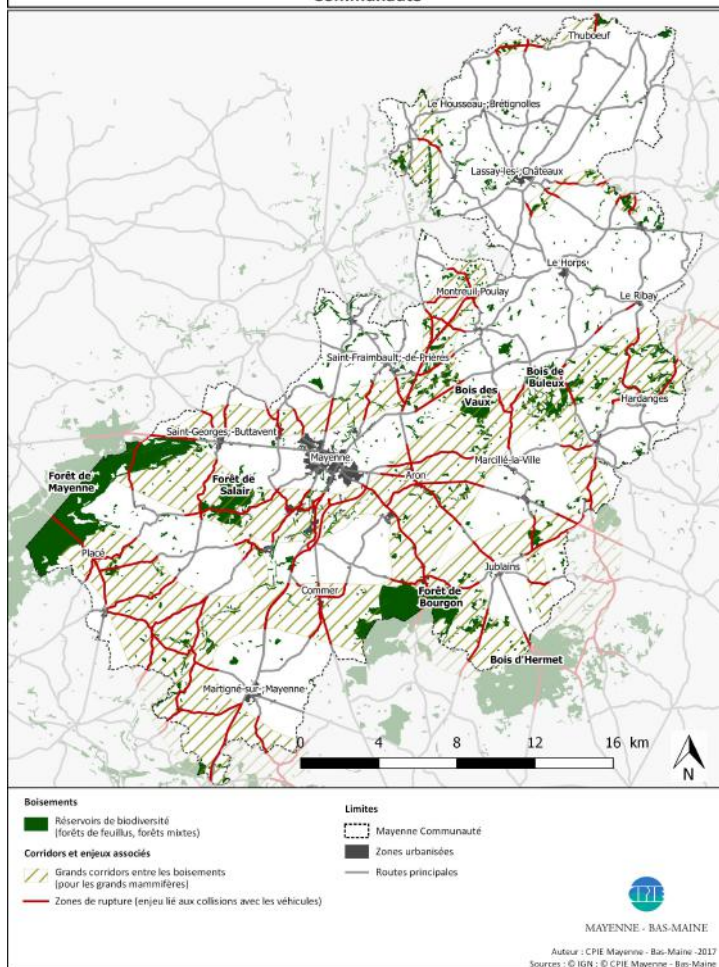 Communauté
Thuboeuf
Le Housseau-;Brétignolles
Lassay-les-;Châteaux
Le Horps
Montreuil;Poulay
Le Ribay
Saint-Fraimbault;-de-Prières
Bois des
Vaux
Bois de
Buleux
Hardanges
Saint-Georges;-Buttavent
Mayenne
Forêt de
Mayenne
Forêt de
Salair
Aron
Marcillé-la-Ville
Placé
Jublains
Commer
Forêt de
Bourgon
Bois d'Hermet
Martigné-sur-;Mayenne
0 4 8 12 16 km
N
Boisements
Réservoirs de biodiversité
(forêts de feuillus, forêts mixtes)
Corridors et enjeux associés
Grands corridors entre les boisements
(pour les grands mammifères)
Zones de rupture (enjeu lié aux collisions avec les véhicules)
Limites
Mayenne Communauté
Zones urbanisées
Routes principales
CPIE
MAYENNE - BAS-MAINE
Auteur : CPIE Mayenne - Bas-Maine -2017
Sources : © IGN ; © CPIE Mayenne - Bas-Maine